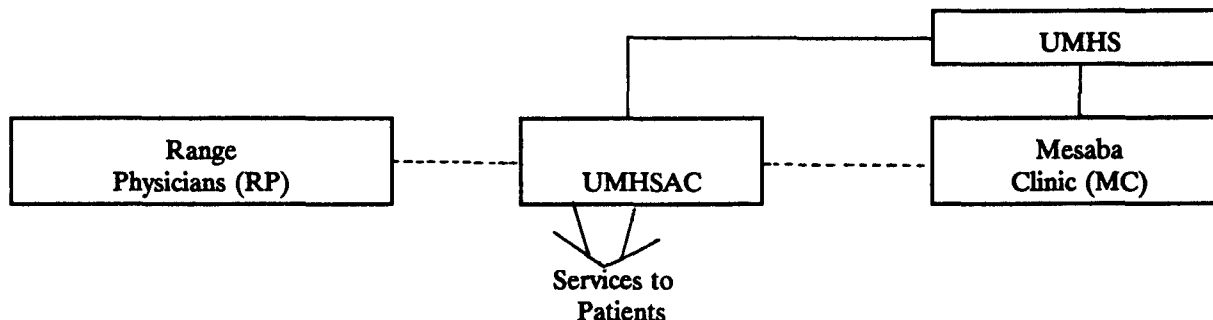 UMHS
Range
Physicians (RP)
UMHSAC
Mesaba
Clinic (MC)
Services to
Patients